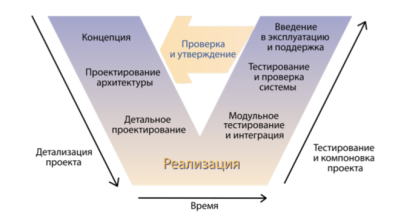 Концепция
Проектирование
архитектуры
Детальное
проектирование
Реализация
Проверка
и утверждение
Введение
в эксплуатацию
и поддержка
Тестирование
и проверка
системы
Модульное
тестирование
и интеграция
Детализация
проекта
Время
Тестирование
и компоновка
проекта